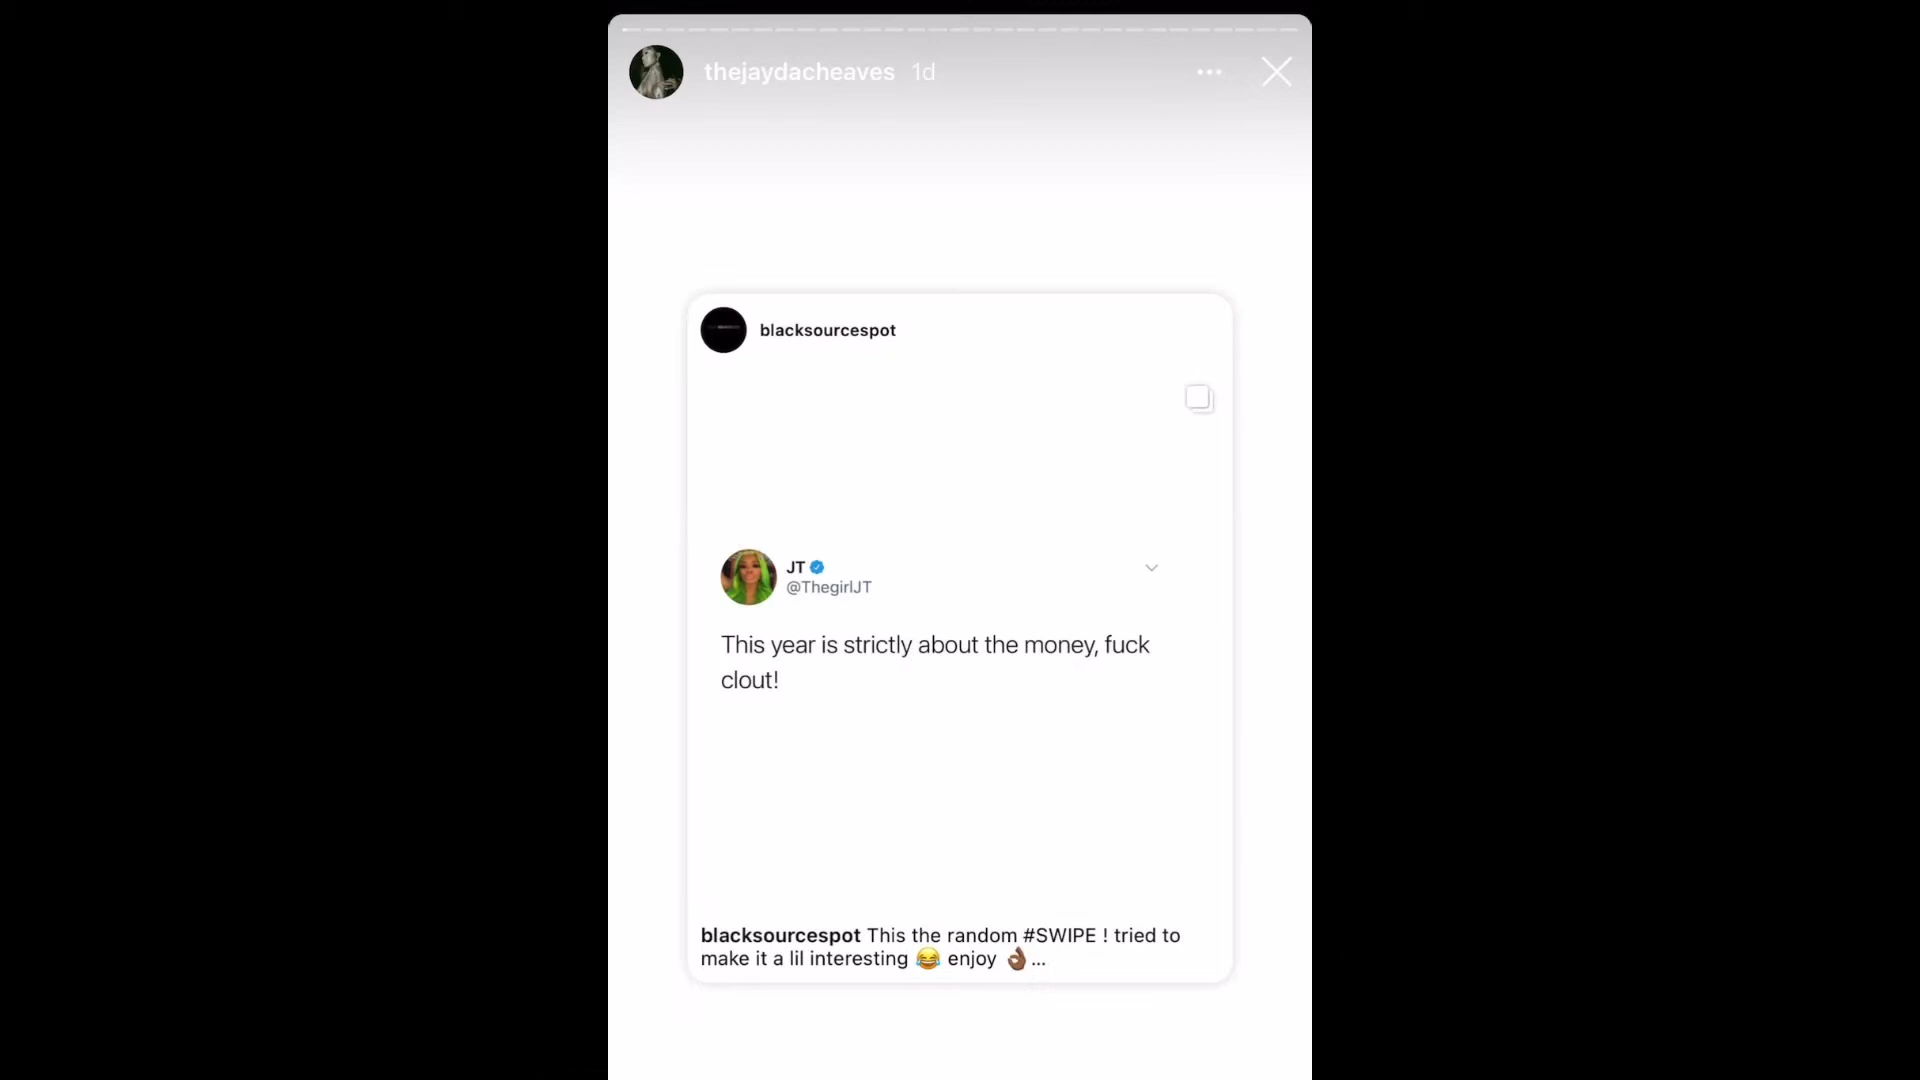 thejaydacheaves 1d
blacksourcespot
JT
@ThegirlJT
This year is strictly about the money, fuck
clout!
blacksourcespot This the random #SWIPE ! tried to
make it a lil interesting 😂 enjoy 👌🏾...